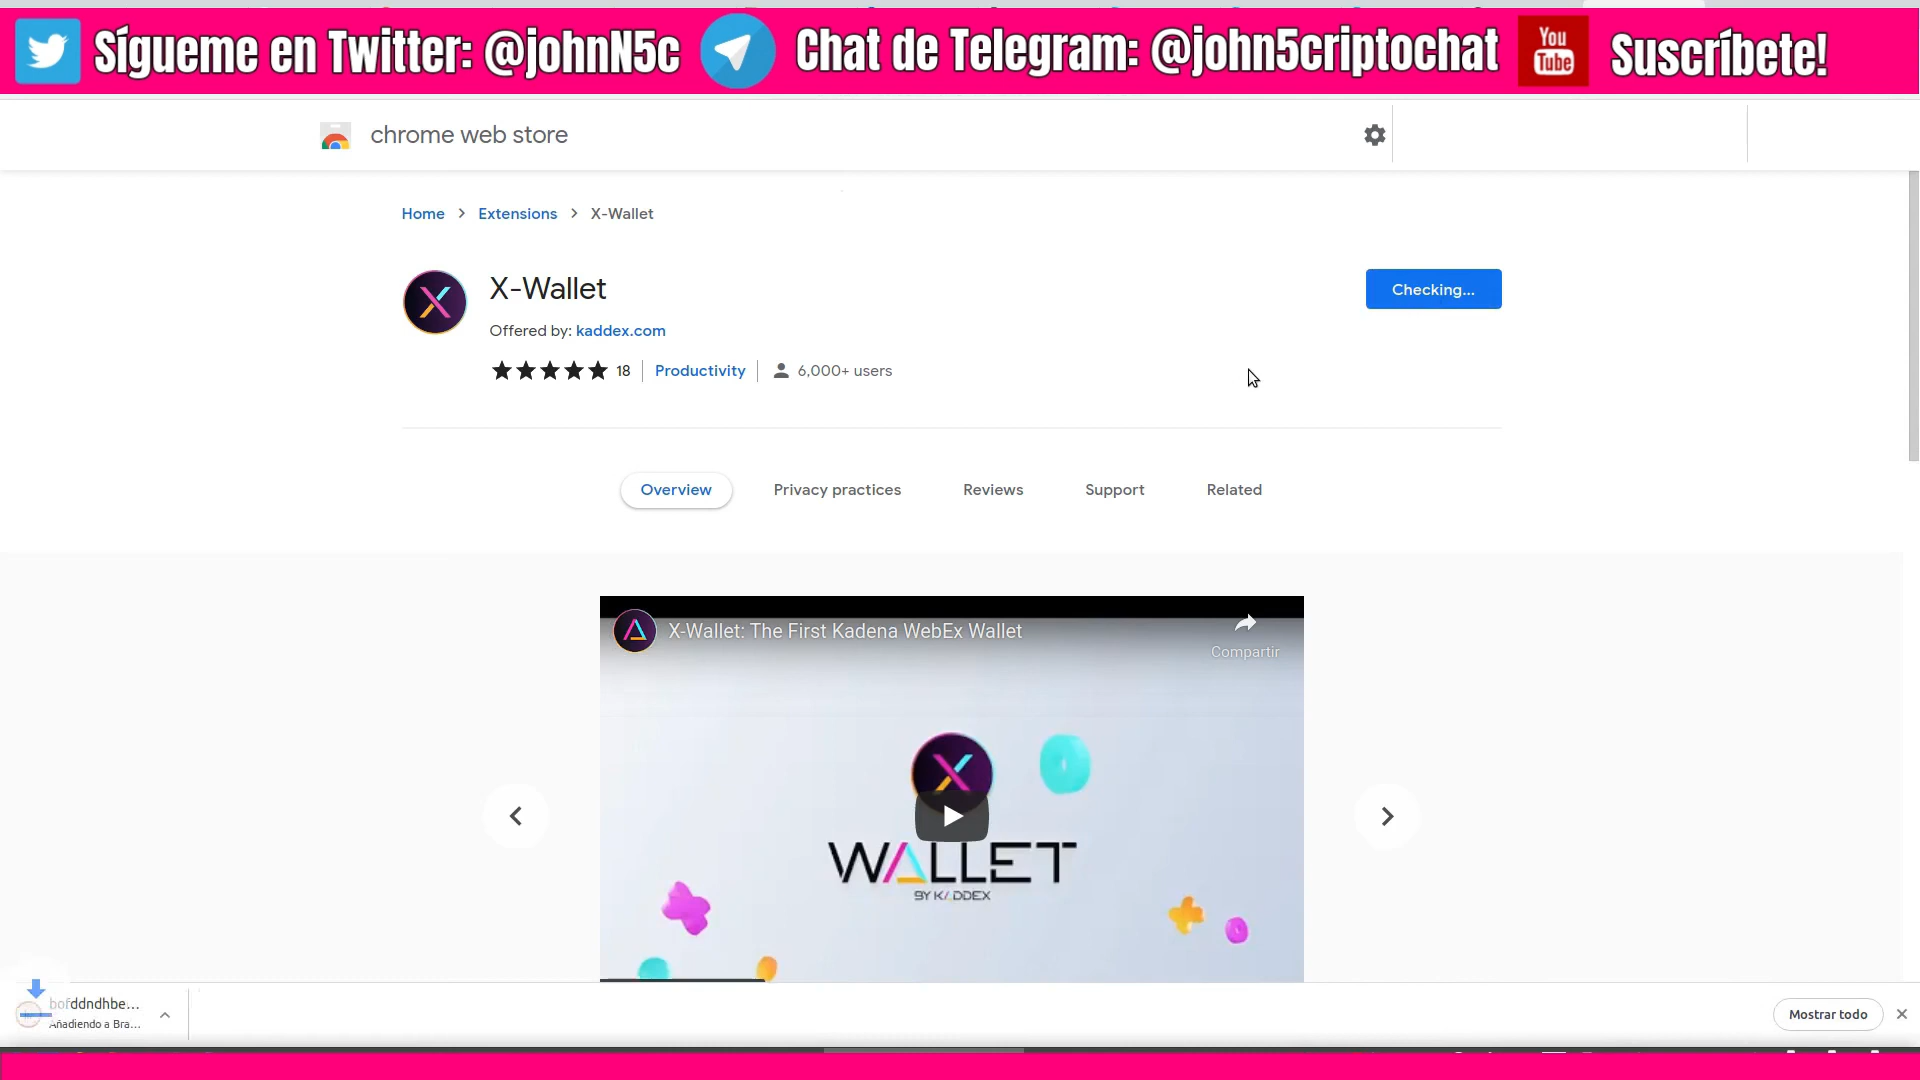 Sígueme en Twitter: @johnN5c Chat de Telegram: @john5criptochat You Tube Suscríbete!
chrome web store
Home > Extensions > X-Wallet
X-Wallet
Checking...
Offered by: kaddex.com
18 Productivity 6,000+ users
Overview Privacy practices Reviews Support Related
X-Wallet: The First Kadena WebEx Wallet
Compartir
WALLET
BY KADDEX
bofddndhbe...
Añadiendo a Bra...
Mostrar todo